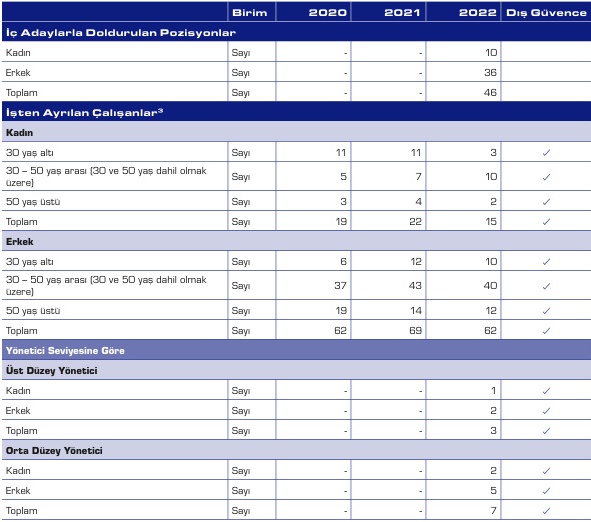 Birim 2020 2021 2022 Dış Güvence
İç Adaylarla Doldurulan Pozisyonlar
Kadın Sayı - - 10
Erkek Sayı - - 36
Toplam Sayı - - 46
İşten Ayrılan Çalışanlar³
Kadın
30 yaş altı Sayı 11 11 3 ✓
30 – 50 yaş arası (30 ve 50 yaş dahil olmak
üzere) Sayı 5 7 10 ✓
50 yaş üstü Sayı 3 4 2 ✓
Toplam Sayı 19 22 15 ✓
Erkek
30 yaş altı Sayı 6 12 10 ✓
30 – 50 yaş arası (30 ve 50 yaş dahil olmak
üzere) Sayı 37 43 40 ✓
50 yaş üstü Sayı 19 14 12 ✓
Toplam Sayı 62 69 62 ✓
Yönetici Seviyesine Göre
Üst Düzey Yönetici
Kadın Sayı - - 1 ✓
Erkek Sayı - - 2 ✓
Toplam Sayı - - 3 ✓
Orta Düzey Yönetici
Kadın Sayı - - 2 ✓
Erkek Sayı - - 5 ✓
Toplam Sayı - - 7 ✓